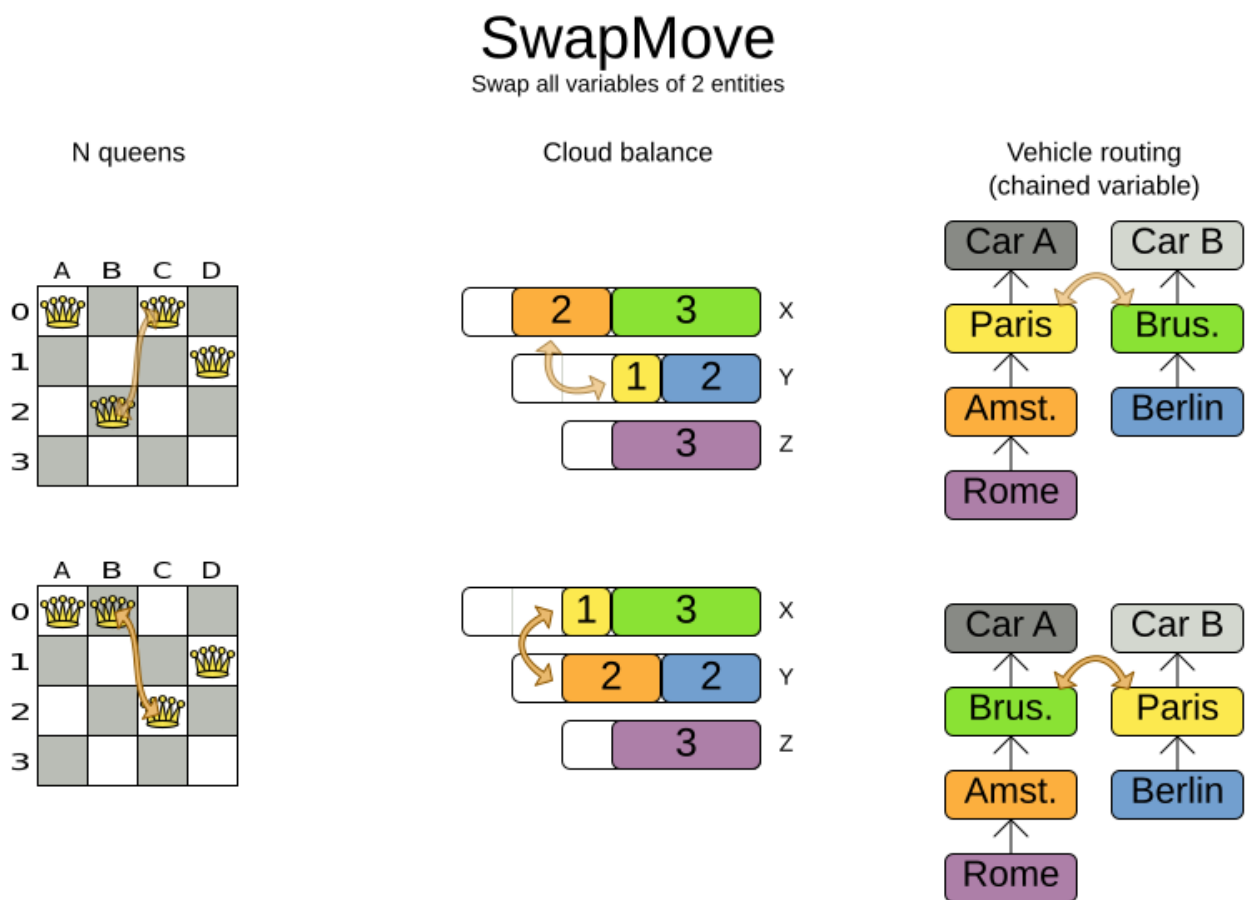 SwapMove
Swap all variables of 2 entities
N queens
Cloud balance
Vehicle routing
(chained variable)
A B C D
0
1
2
3
2 3 X
1 2 Y
3 Z
Car A Car B
Paris Brus.
Amst. Berlin
Rome
A B C D
0
1
2
3
1 3 X
2 2 Y
3 Z
Car A Car B
Brus. Paris
Amst. Berlin
Rome